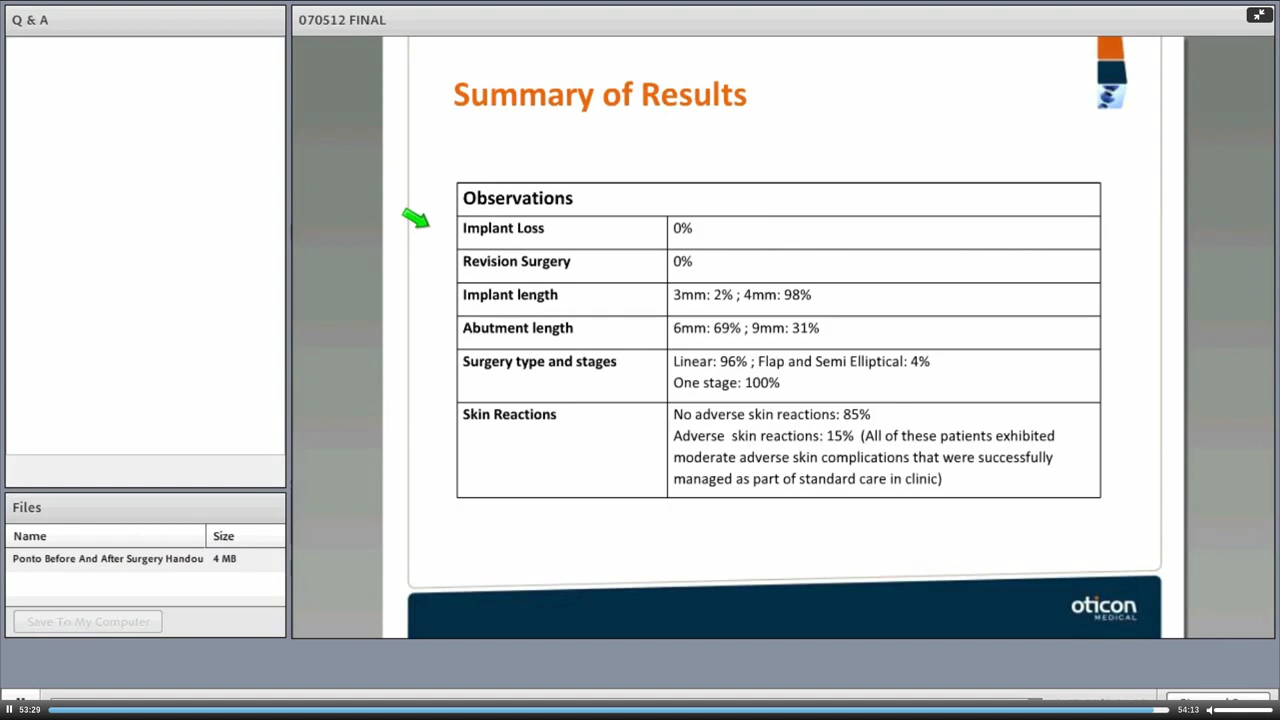 Q & A
070512 FINAL
Summary of Results
Observations
Implant Loss
0%
Revision Surgery
0%
Implant length
3mm: 2% ; 4mm: 98%
Abutment length
6mm: 69% ; 9mm: 31%
Surgery type and stages
Linear: 96% ; Flap and Semi Elliptical: 4%
One stage: 100%
Skin Reactions
No adverse skin reactions: 85%
Adverse skin reactions: 15% (All of these patients exhibited
moderate adverse skin complications that were successfully
managed as part of standard care in clinic)
Files
Name Size
Ponto Before And After Surgery Handou 4 MB
Save To My Computer
oticon
MEDICAL
53:29
54:13